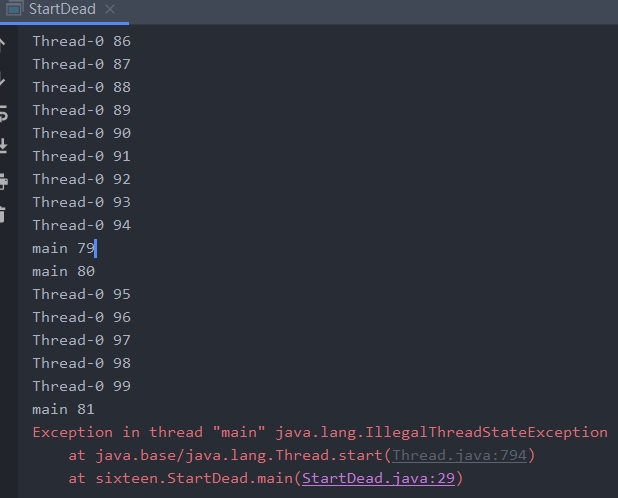 StartDead
Thread-0 86
Thread-0 87
Thread-0 88
Thread-0 89
Thread-0 90
Thread-0 91
Thread-0 92
Thread-0 93
Thread-0 94
main 79
main 80
Thread-0 95
Thread-0 96
Thread-0 97
Thread-0 98
Thread-0 99
main 81
Exception in thread "main" java.lang.IllegalThreadStateException
at java.base/java.lang.Thread.start(Thread.java:794)
at sixteen.StartDead.main(StartDead.java:29)